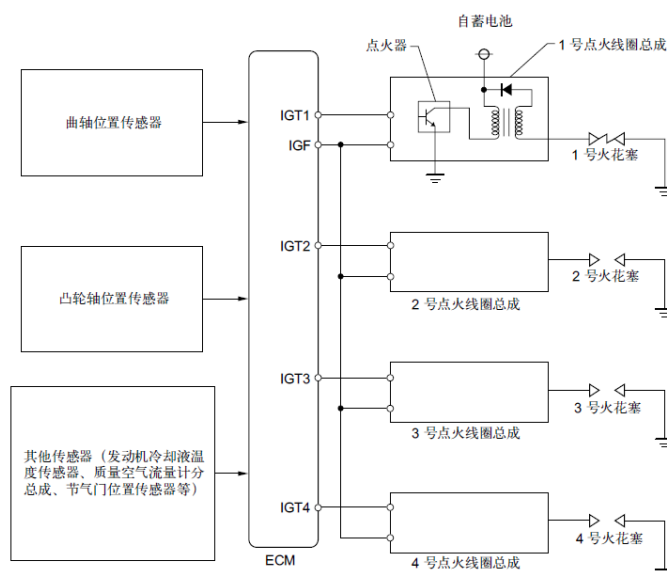 自蓄电池
点火器
1 号点火线圈总成
曲轴位置传感器
IGT1
IGF
1 号火花塞
IGT2
凸轮轴位置传感器
2 号火花塞
2 号点火线圈总成
IGT3
3 号火花塞
3 号点火线圈总成
其他传感器（发动机冷却液温
度传感器、质量空气流量计分
总成、节气门位置传感器等）
IGT4
4 号火花塞
ECM
4 号点火线圈总成